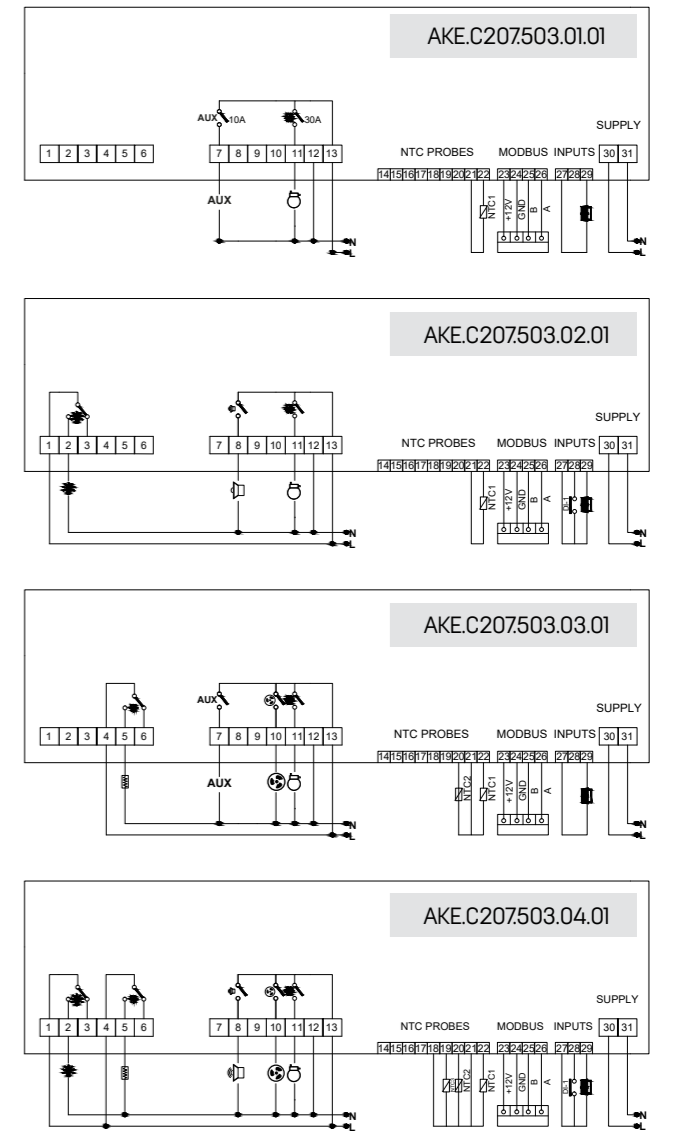 AKE.C207.503.01.01
AUX 10A 30A
SUPPLY
1 2 3 4 5 6 7 8 9 10 11 12 13 NTC PROBES MODBUS INPUTS 30 31
14 15 16 17 18 19 20 21 22 23 24 25 26 27 28 29
AUX NTC1 +12V GND B A
N
L
AKE.C207.503.02.01
SUPPLY
1 2 3 4 5 6 7 8 9 10 11 12 13 NTC PROBES MODBUS INPUTS 30 31
14 15 16 17 18 19 20 21 22 23 24 25 26 27 28 29
NTC1 +12V GND B A DI-1
N
L
AKE.C207.503.03.01
AUX
SUPPLY
1 2 3 4 5 6 7 8 9 10 11 12 13 NTC PROBES MODBUS INPUTS 30 31
14 15 16 17 18 19 20 21 22 23 24 25 26 27 28 29
AUX NTC2 NTC1 +12V GND B A
N
L
AKE.C207.503.04.01
SUPPLY
1 2 3 4 5 6 7 8 9 10 11 12 13 NTC PROBES MODBUS INPUTS 30 31
14 15 16 17 18 19 20 21 22 23 24 25 26 27 28 29
NTC2 NTC1 +12V GND B A DI-1
N
L